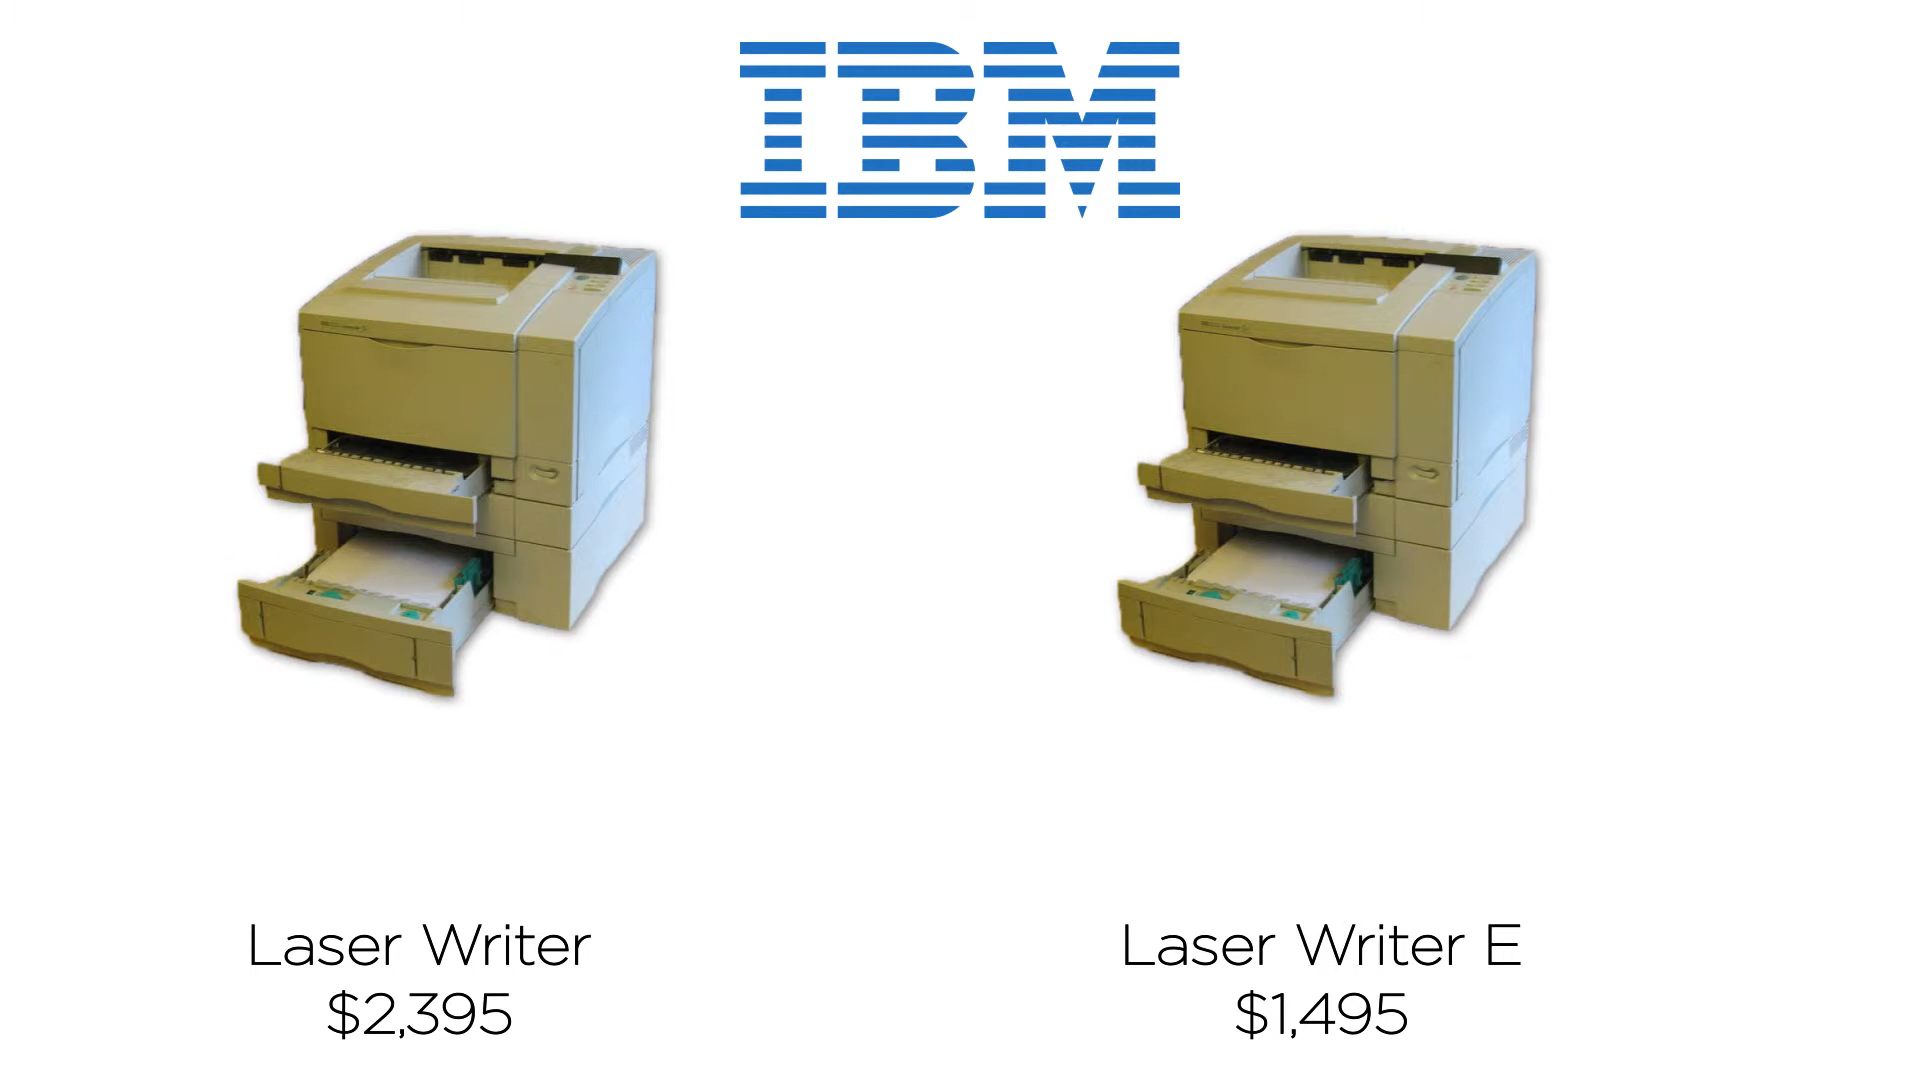 IBM
Laser Writer
$2,395
Laser Writer E
$1,495